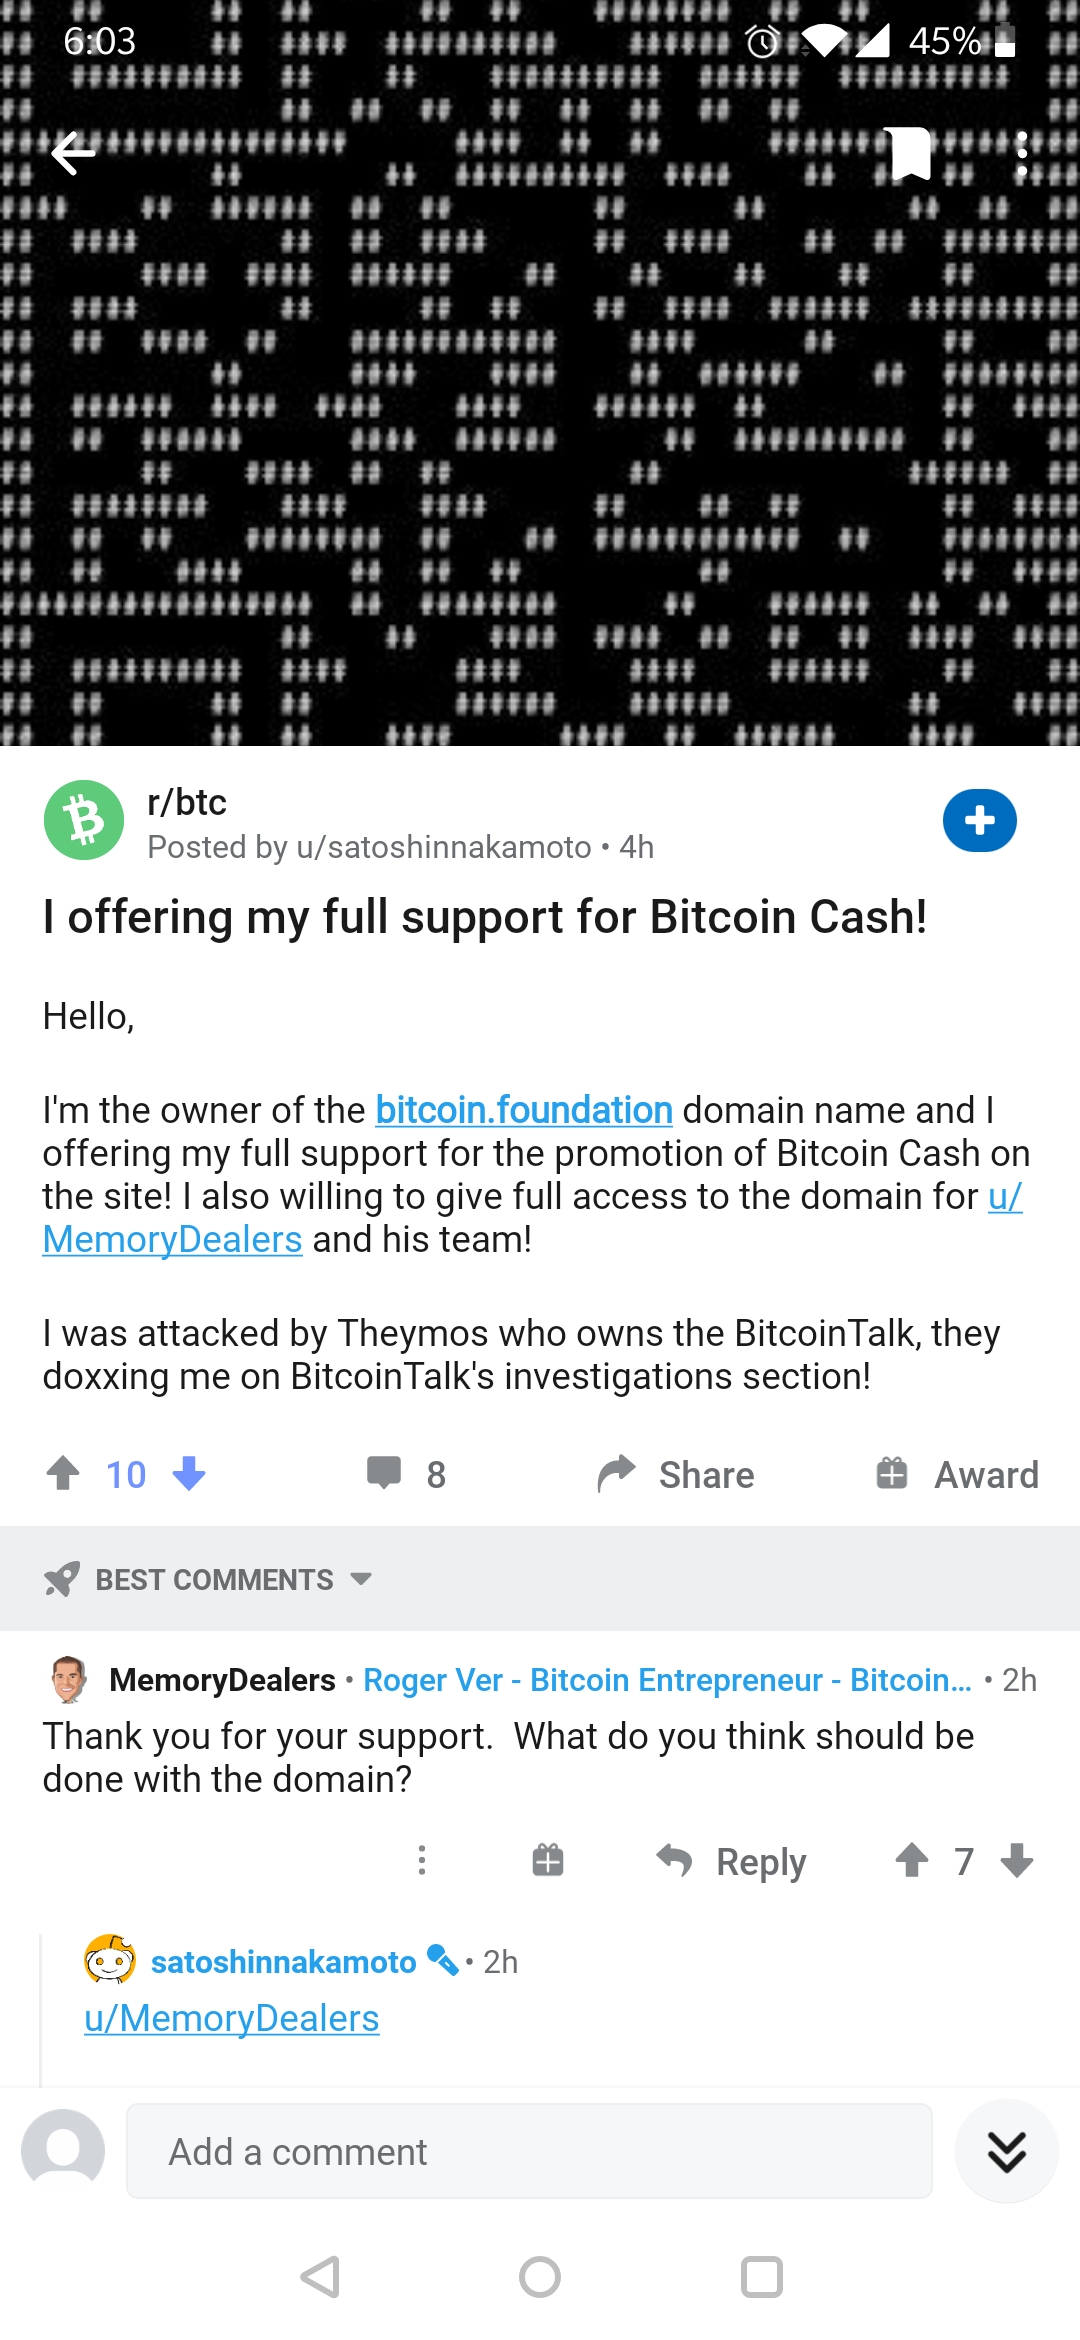 6:03
45%
r/btc
Posted by u/satoshinnakamoto • 4h
I offering my full support for Bitcoin Cash!
Hello,
I'm the owner of the bitcoin.foundation domain name and I
offering my full support for the promotion of Bitcoin Cash on
the site! I also willing to give full access to the domain for u/
MemoryDealers and his team!
I was attacked by Theymos who owns the BitcoinTalk, they
doxxing me on BitcoinTalk's investigations section!
10
8
Share
Award
BEST COMMENTS
MemoryDealers • Roger Ver - Bitcoin Entrepreneur - Bitcoin... • 2h
Thank you for your support.  What do you think should be
done with the domain?
Reply
7
satoshinnakamoto • 2h
u/MemoryDealers
Add a comment